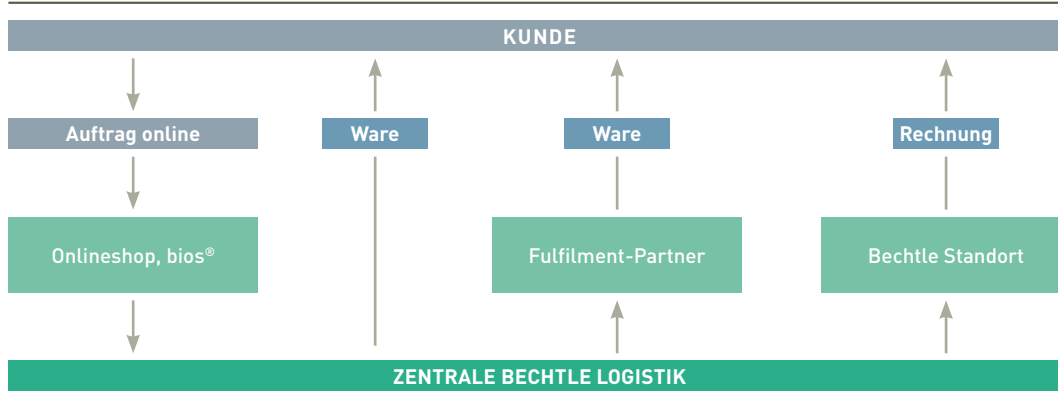 KUNDE
Auftrag online
Ware
Ware
Rechnung
Onlineshop, bios®
Fulfilment-Partner
Bechtle Standort
ZENTRALE BECHTLE LOGISTIK